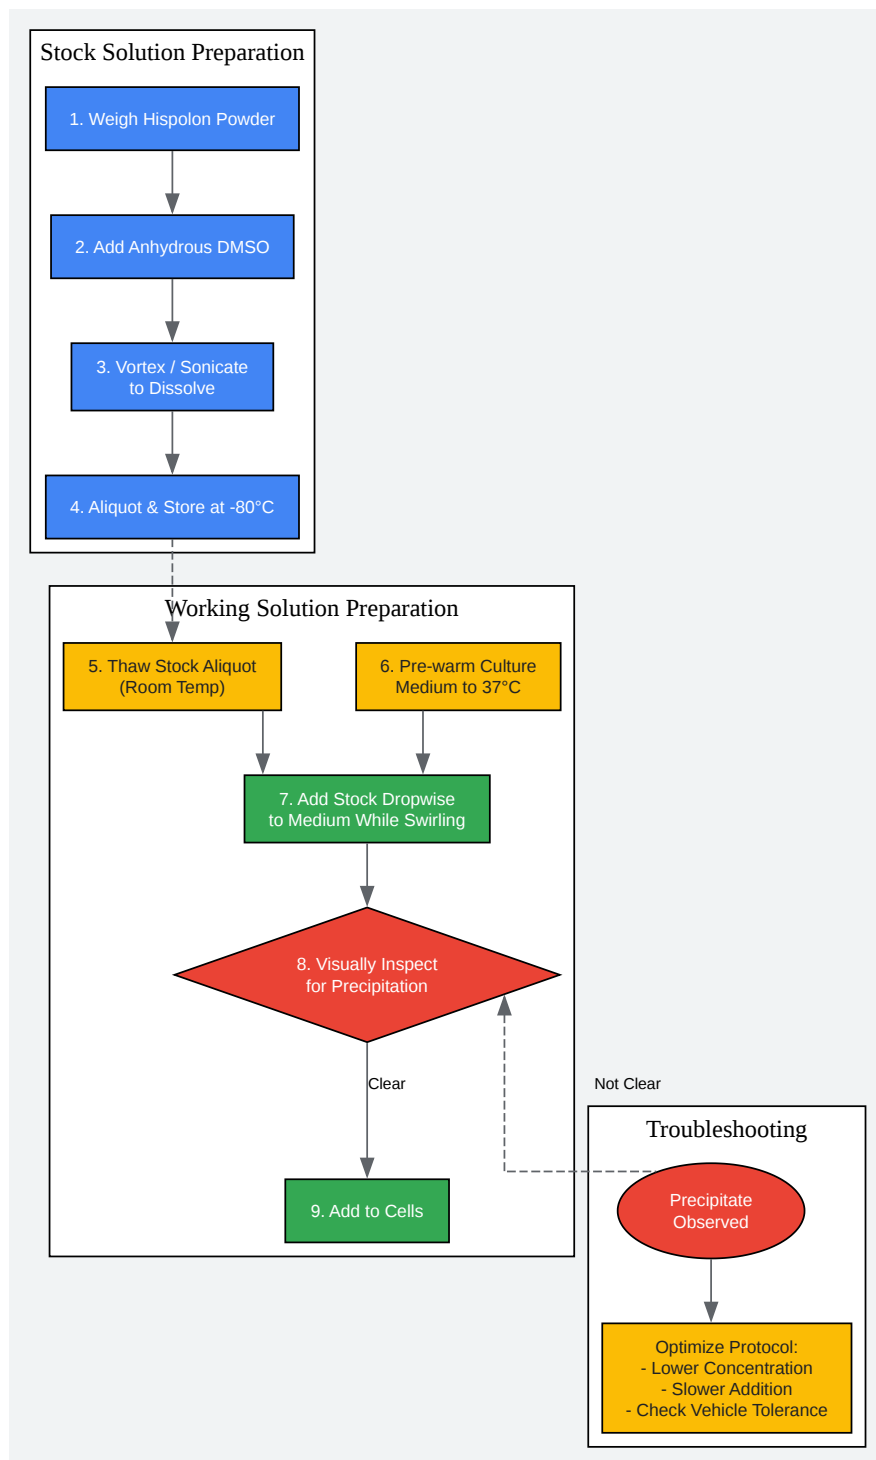 Stock Solution Preparation
1. Weigh Hispolon Powder
2. Add Anhydrous DMSO
3. Vortex / Sonicate
to Dissolve
4. Aliquot & Store at -80°C
Working Solution Preparation
5. Thaw Stock Aliquot
(Room Temp)
6. Pre-warm Culture
Medium to 37°C
7. Add Stock Dropwise
to Medium While Swirling
8. Visually Inspect
for Precipitation
Clear
9. Add to Cells
Not Clear
Troubleshooting
Precipitate
Observed
Optimize Protocol:
- Lower Concentration
- Slower Addition
- Check Vehicle Tolerance